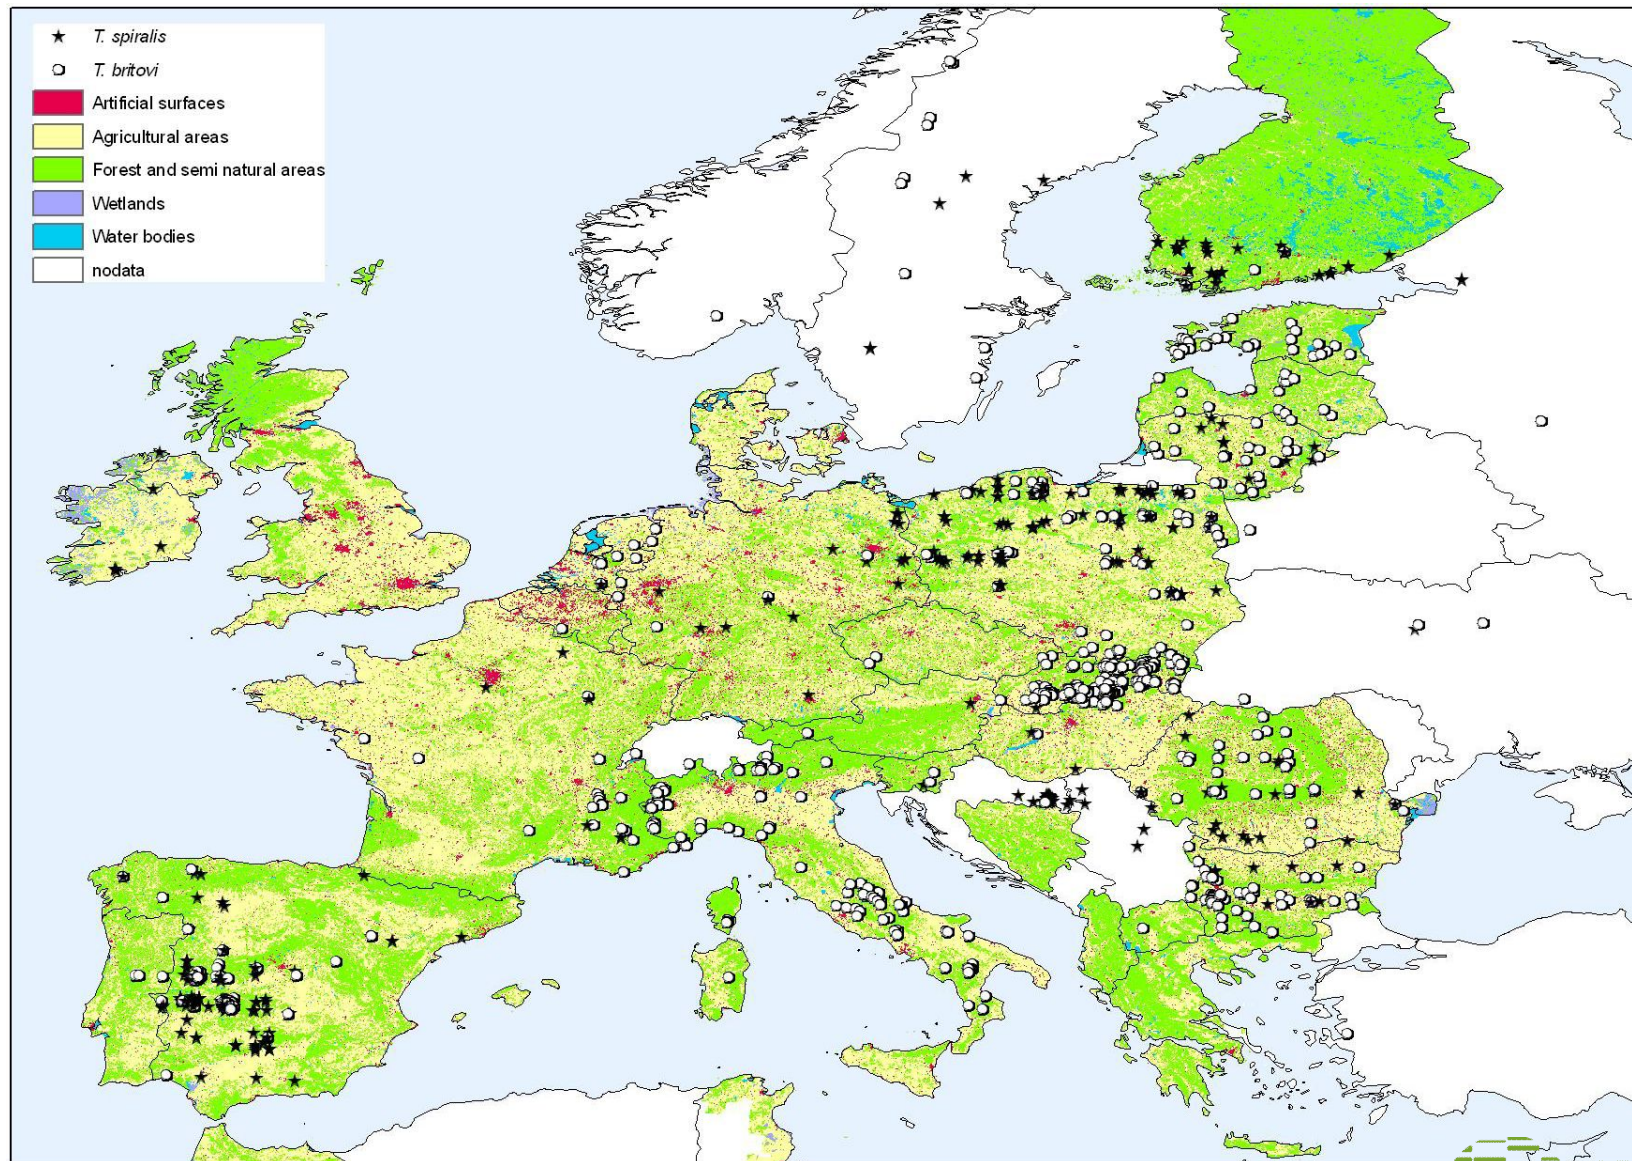 T. spiralis
T. britovi
Artificial surfaces
Agricultural areas
Forest and semi natural areas
Wetlands
Water bodies
nodata